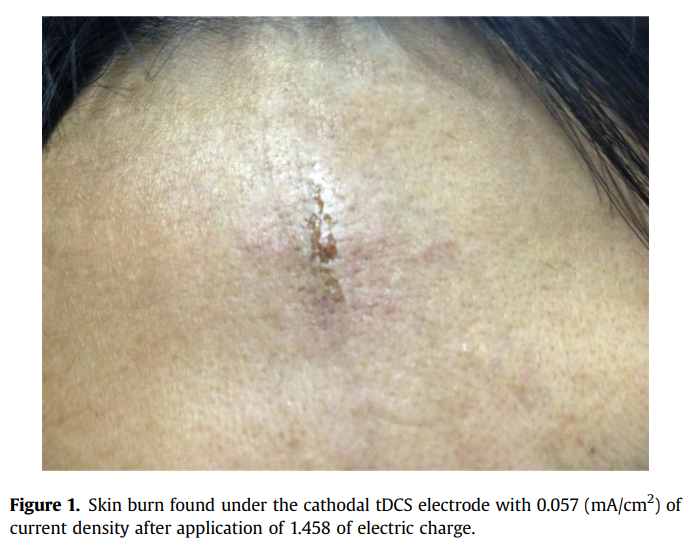 Figure 1. Skin burn found under the cathodal tDCS electrode with 0.057 (mA/cm²) of
current density after application of 1.458 of electric charge.